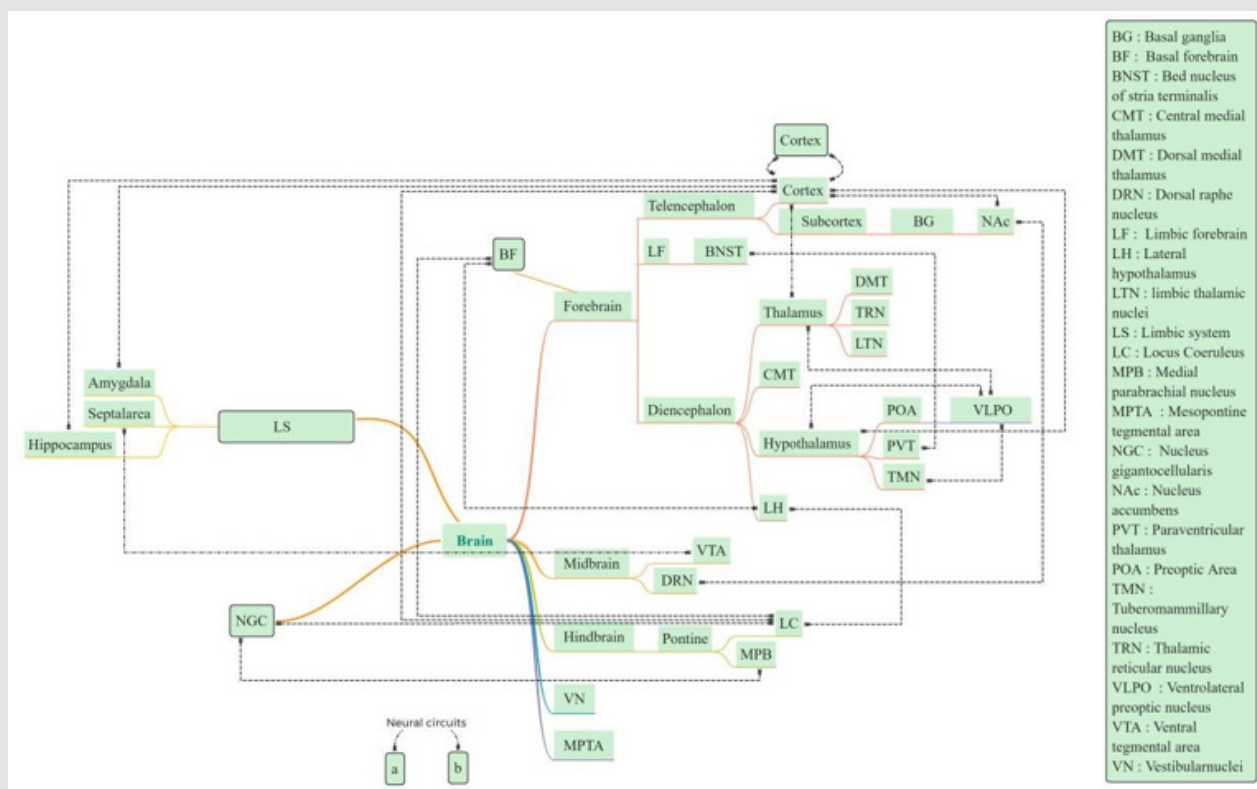 Cortex
Cortex
Telencephalon
Subcortex
BG
NAc
BF
LF
BNST
Forebrain
DMT
Thalamus
TRN
LTN
CMT
Amygdala
Septalarea
Hippocampus
LS
Diencephalon
POA
VLPO
Hypothalamus
PVT
TMN
LH
Brain
VTA
Midbrain
DRN
NGC
LC
Hindbrain
Pontine
MPB
VN
MPTA
Neural circuits
a
b
BG : Basal ganglia
BF : Basal forebrain
BNST : Bed nucleus
of stria terminalis
CMT : Central medial
thalamus
DMT : Dorsal medial
thalamus
DRN : Dorsal raphe
nucleus
LF : Limbic forebrain
LH : Lateral
hypothalamus
LTN : limbic thalamic
nuclei
LS : Limbic system
LC : Locus Coeruleus
MPB : Medial
parabrachial nucleus
MPTA : Mesopontine
tegmental area
NGC : Nucleus
gigantocellularis
NAc : Nucleus
accumbens
PVT : Paraventricular
thalamus
POA : Preoptic Area
TMN :
Tuberomammillary
nucleus
TRN : Thalamic
reticular nucleus
VLPO : Ventrolateral
preoptic nucleus
VTA : Ventral
tegmental area
VN : Vestibularnuclei